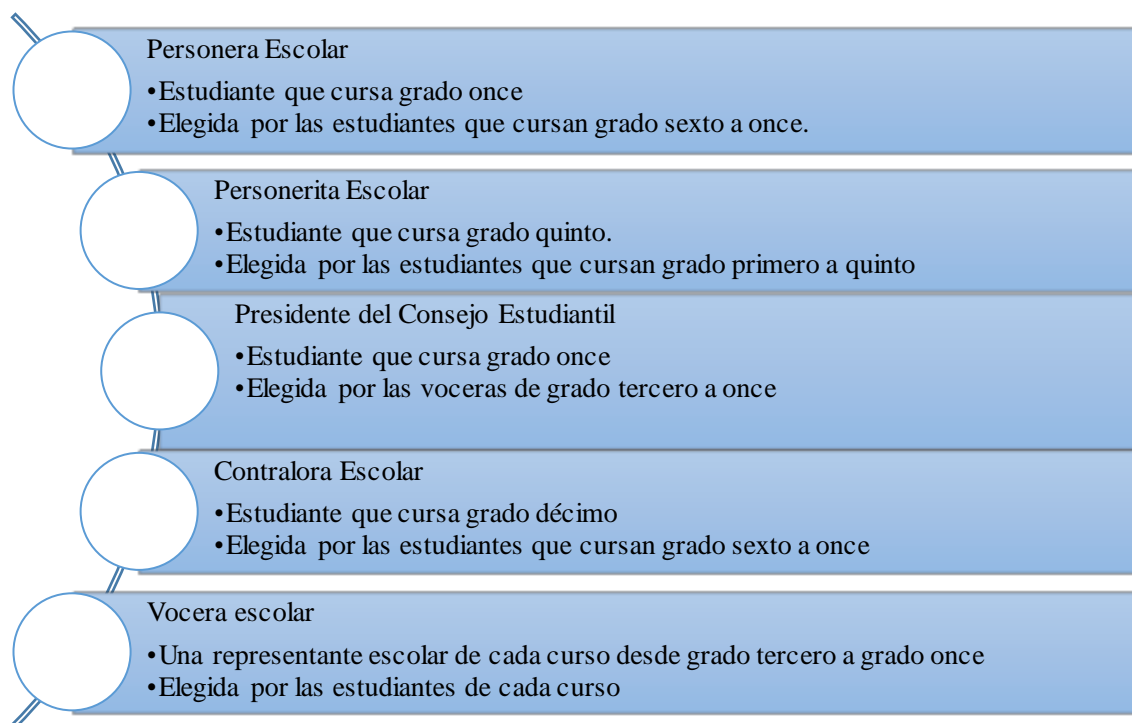 Personera Escolar
•Estudiante que cursa grado once
•Elegida por las estudiantes que cursan grado sexto a once.
Personerita Escolar
•Estudiante que cursa grado quinto.
•Elegida por las estudiantes que cursan grado primero a quinto
Presidente del Consejo Estudiantil
•Estudiante que cursa grado once
•Elegida por las voceras de grado tercero a once
Contralora Escolar
•Estudiante que cursa grado décimo
•Elegida por las estudiantes que cursan grado sexto a once
Vocera escolar
•Una representante escolar de cada curso desde grado tercero a grado once
•Elegida por las estudiantes de cada curso